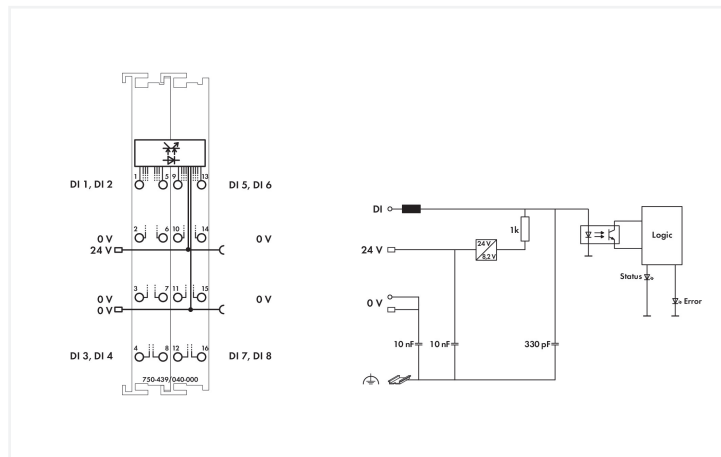 1 5 9 13
DI 1, DI 2
DI 5, DI 6
2 6 10 14
0 V
0 V
24 V
3 7 11 15
0 V
0 V
0 V
4 8 12 16
DI 3, DI 4
DI 7, DI 8
750-439/040-000
DI
1k
24 V
24 V
8.2 V
Logic
Status
0 V
Error
10 nF
10 nF
330 pF